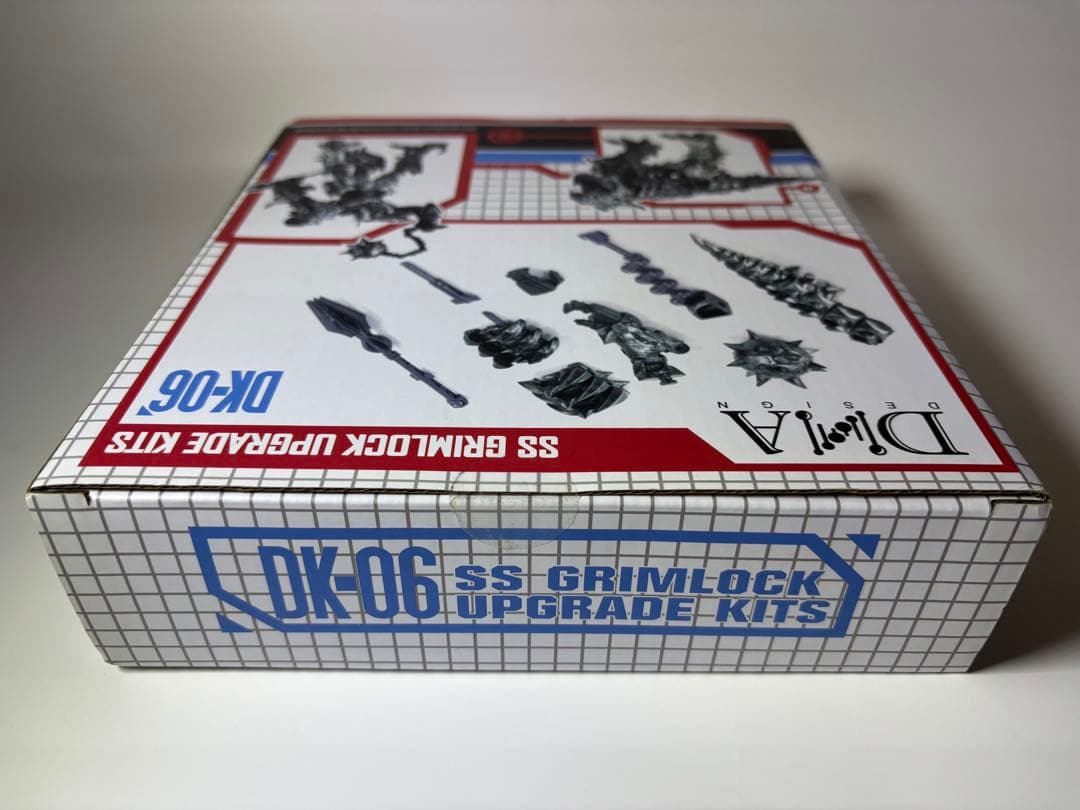 DNA
DESIGN
DK-06
SS GRIMLOCK UPGRADE KITS
DK-06
SS GRIMLOCK
UPGRADE KITS